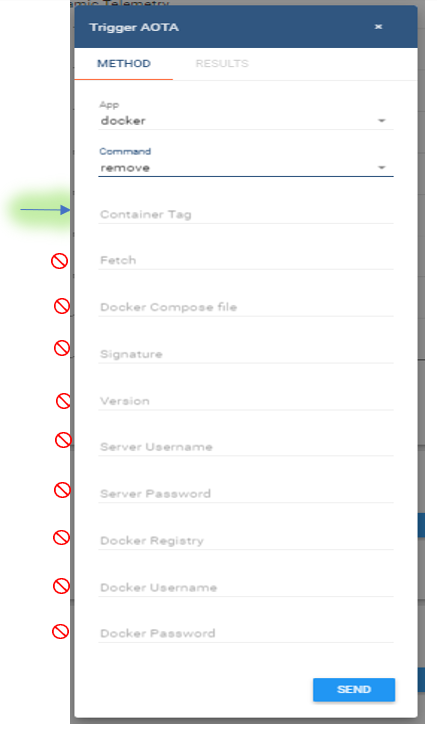 amic Telemetry
Trigger AOTA ×
METHOD RESULTS
App
docker
Command
remove
Container Tag
Fetch
Docker Compose file
Signature
Version
Server Username
Server Password
Docker Registry
Docker Username
Docker Password
SEND